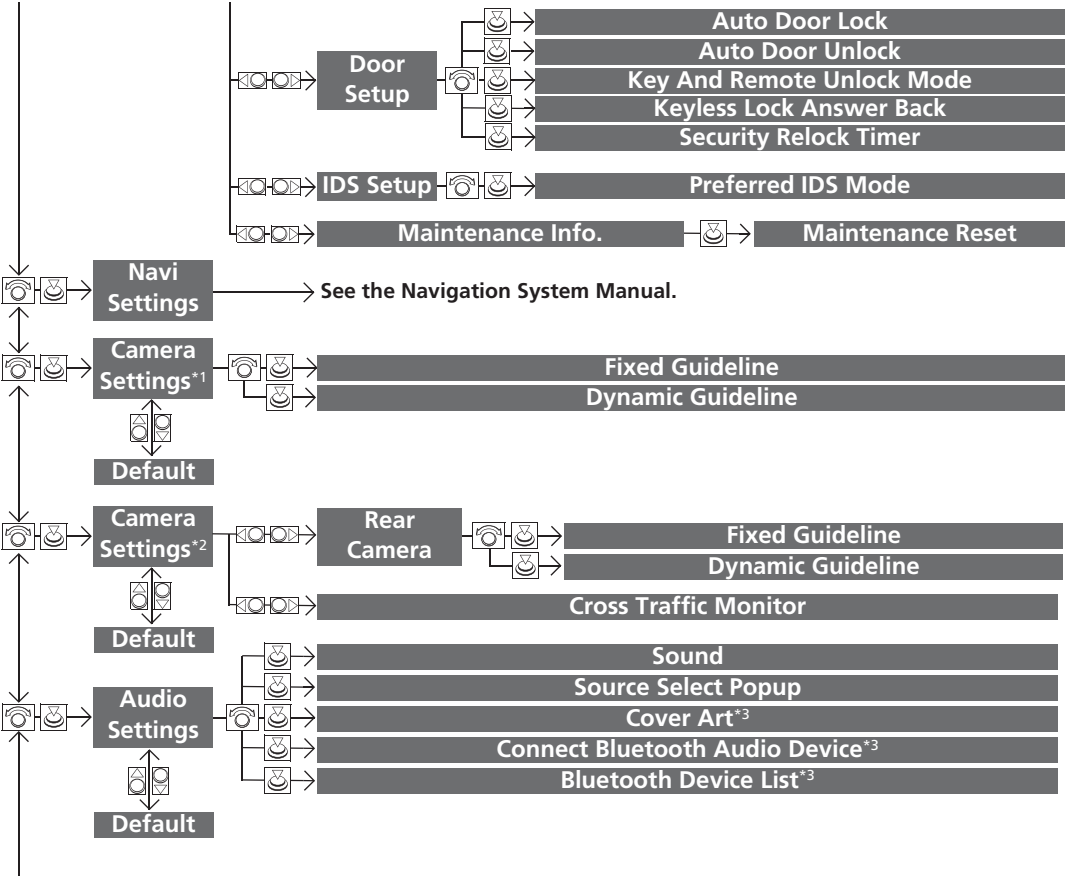 Door
Setup
Auto Door Lock
Auto Door Unlock
Key And Remote Unlock Mode
Keyless Lock Answer Back
Security Relock Timer
IDS Setup
Preferred IDS Mode
Maintenance Info.
Maintenance Reset
Navi
Settings
See the Navigation System Manual.
Camera
Settings*1
Fixed Guideline
Dynamic Guideline
Default
Camera
Settings*2
Rear
Camera
Fixed Guideline
Dynamic Guideline
Cross Traffic Monitor
Default
Audio
Settings
Sound
Source Select Popup
Cover Art*3
Connect Bluetooth Audio Device*3
Bluetooth Device List*3
Default